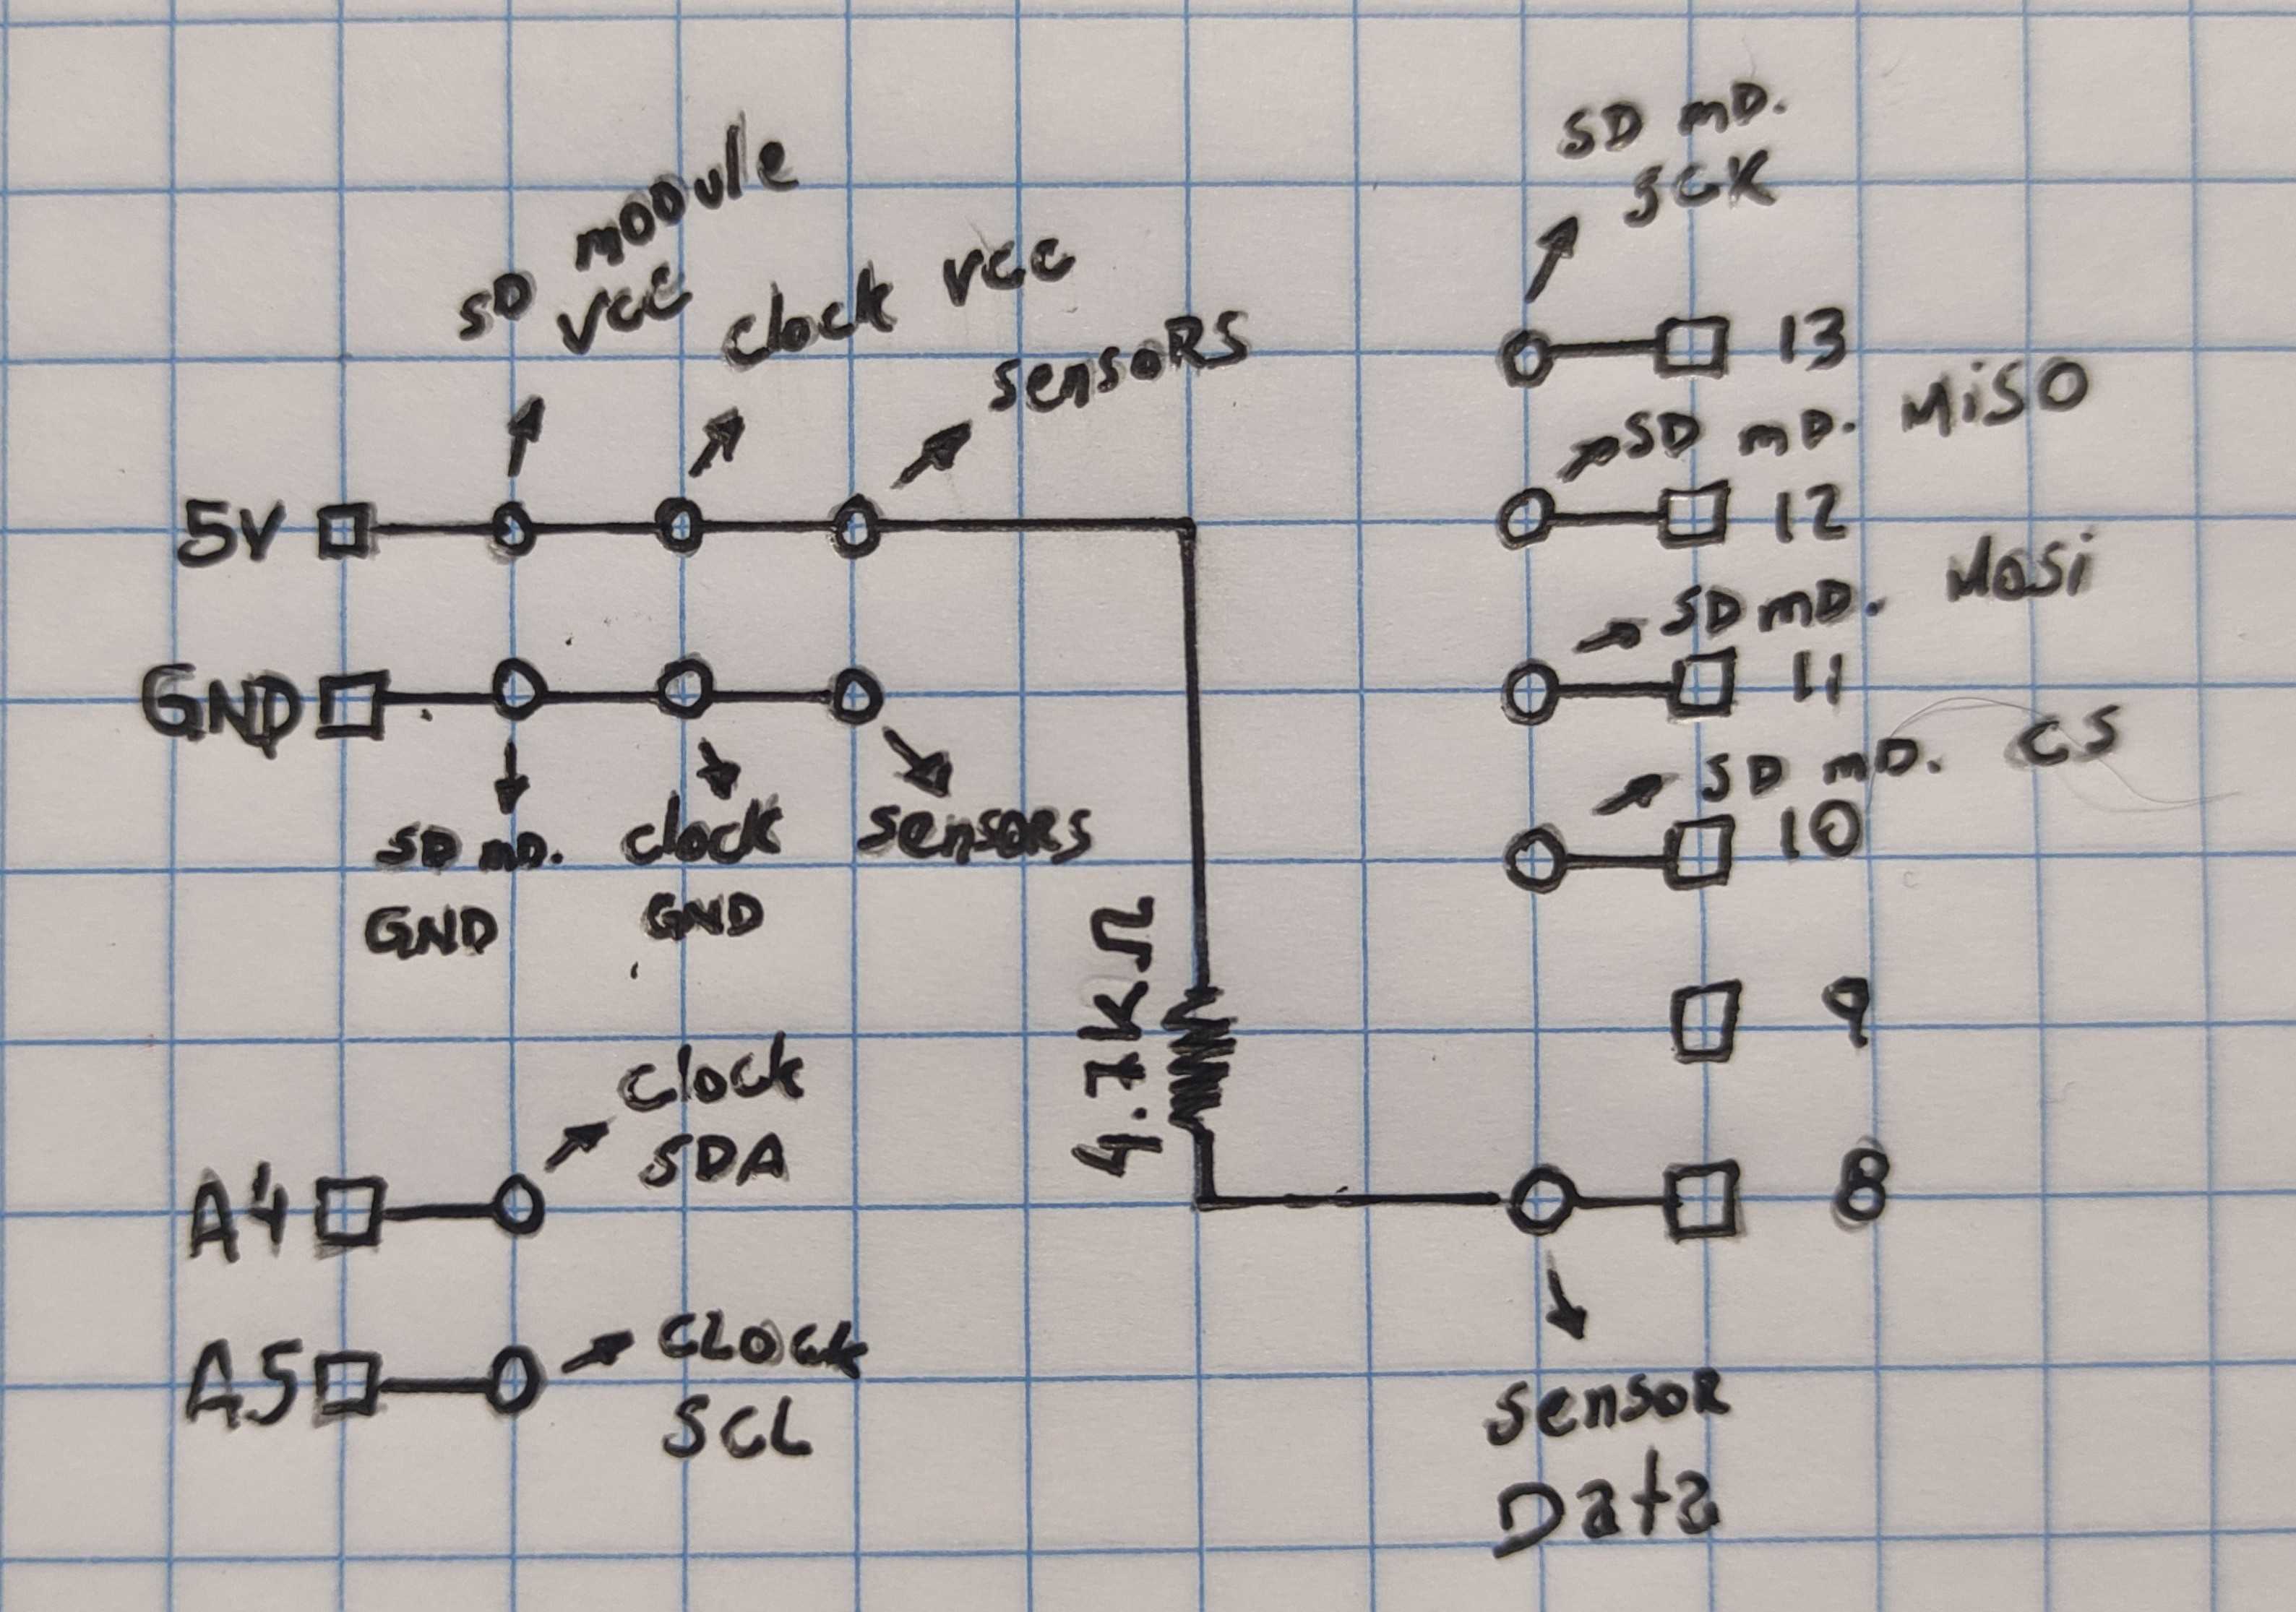 SD module
vcc
clock vcc
sensoRs
5V
GND
SD mD.
GND
clock
GND
sensoRs
4.7KΩ
clock
SDA
A4
A5
CLock
SCL
SD mD.
SCK
13
SD mD. MiSO
12
SD mD. MoSi
11
SD mD. CS
10
9
8
sensoR
Data